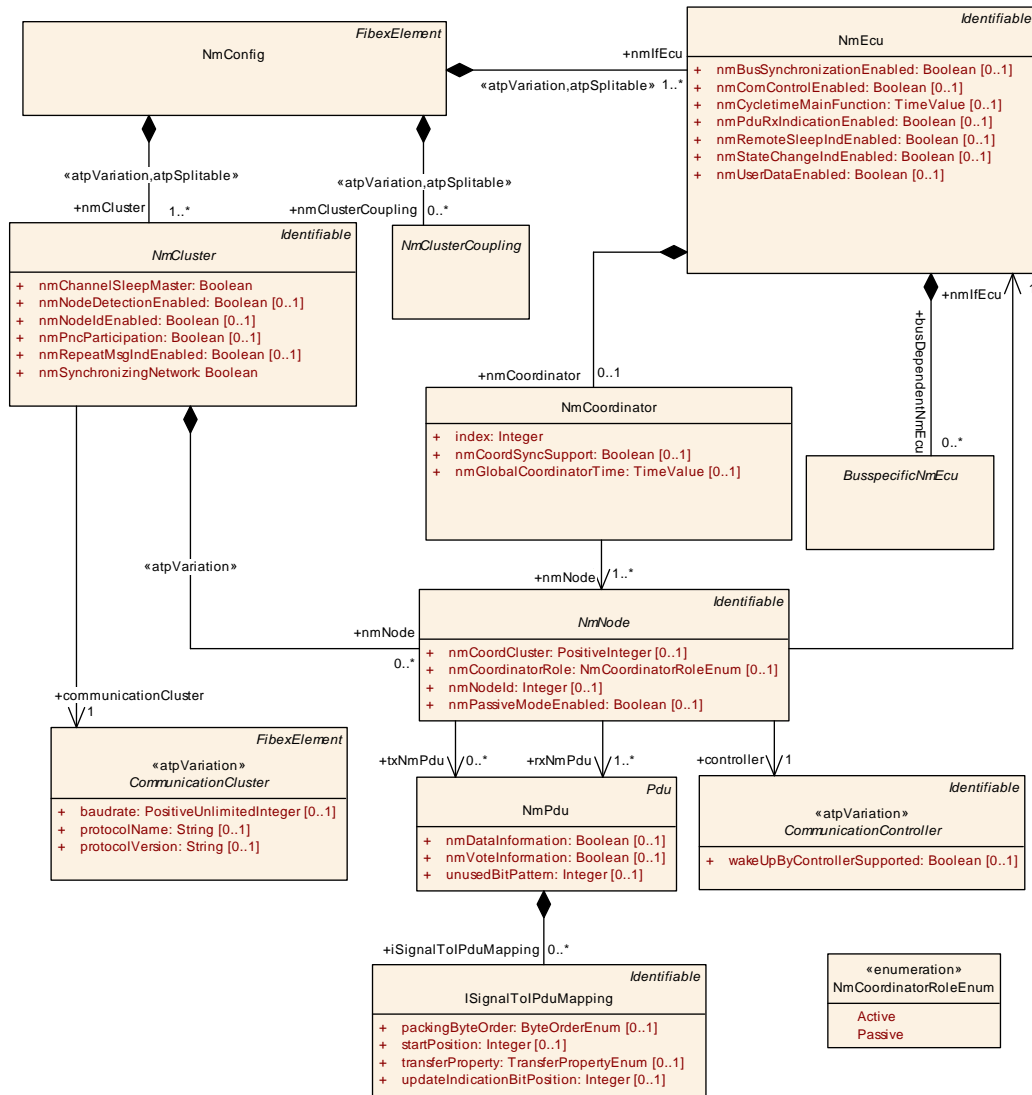 FibexElement
NmConfig
+nmIfEcu
«atpVariation,atpSplitable»
1..*
Identifiable
NmEcu
+ nmBusSynchronizationEnabled: Boolean [0..1]
+ nmComControlEnabled: Boolean [0..1]
+ nmCycletimeMainFunction: TimeValue [0..1]
+ nmPduRxIndicationEnabled: Boolean [0..1]
+ nmRemoteSleepIndEnabled: Boolean [0..1]
+ nmStateChangeIndEnabled: Boolean [0..1]
+ nmUserDataEnabled: Boolean [0..1]
«atpVariation,atpSplitable»
+nmCluster
1..*
«atpVariation,atpSplitable»
+nmClusterCoupling
0..*
Identifiable
NmCluster
+ nmChannelSleepMaster: Boolean
+ nmNodeDetectionEnabled: Boolean [0..1]
+ nmNodeIdEnabled: Boolean [0..1]
+ nmPncParticipation: Boolean [0..1]
+ nmRepeatMsgIndEnabled: Boolean [0..1]
+ nmSynchronizingNetwork: Boolean
NmClusterCoupling
+nmIfEcu
1
+busDependentNmEcu
0..*
+nmCoordinator
0..1
NmCoordinator
+ index: Integer
+ nmCoordSyncSupport: Boolean [0..1]
+ nmGlobalCoordinatorTime: TimeValue [0..1]
BusspecificNmEcu
«atpVariation»
+nmNode
1..*
+nmNode
0..*
Identifiable
NmNode
+ nmCoordCluster: PositiveInteger [0..1]
+ nmCoordinatorRole: NmCoordinatorRoleEnum [0..1]
+ nmNodeId: Integer [0..1]
+ nmPassiveModeEnabled: Boolean [0..1]
+communicationCluster
1
FibexElement
«atpVariation»
CommunicationCluster
+ baudrate: PositiveUnlimitedInteger [0..1]
+ protocolName: String [0..1]
+ protocolVersion: String [0..1]
+txNmPdu
0..*
+rxNmPdu
1..*
+controller
1
Pdu
NmPdu
+ nmDataInformation: Boolean [0..1]
+ nmVoteInformation: Boolean [0..1]
+ unusedBitPattern: Integer [0..1]
Identifiable
«atpVariation»
CommunicationController
+ wakeUpByControllerSupported: Boolean [0..1]
+iSignalToIPduMapping
0..*
Identifiable
ISignalToIPduMapping
+ packingByteOrder: ByteOrderEnum [0..1]
+ startPosition: Integer [0..1]
+ transferProperty: TransferPropertyEnum [0..1]
+ updateIndicationBitPosition: Integer [0..1]
«enumeration»
NmCoordinatorRoleEnum
Active
Passive